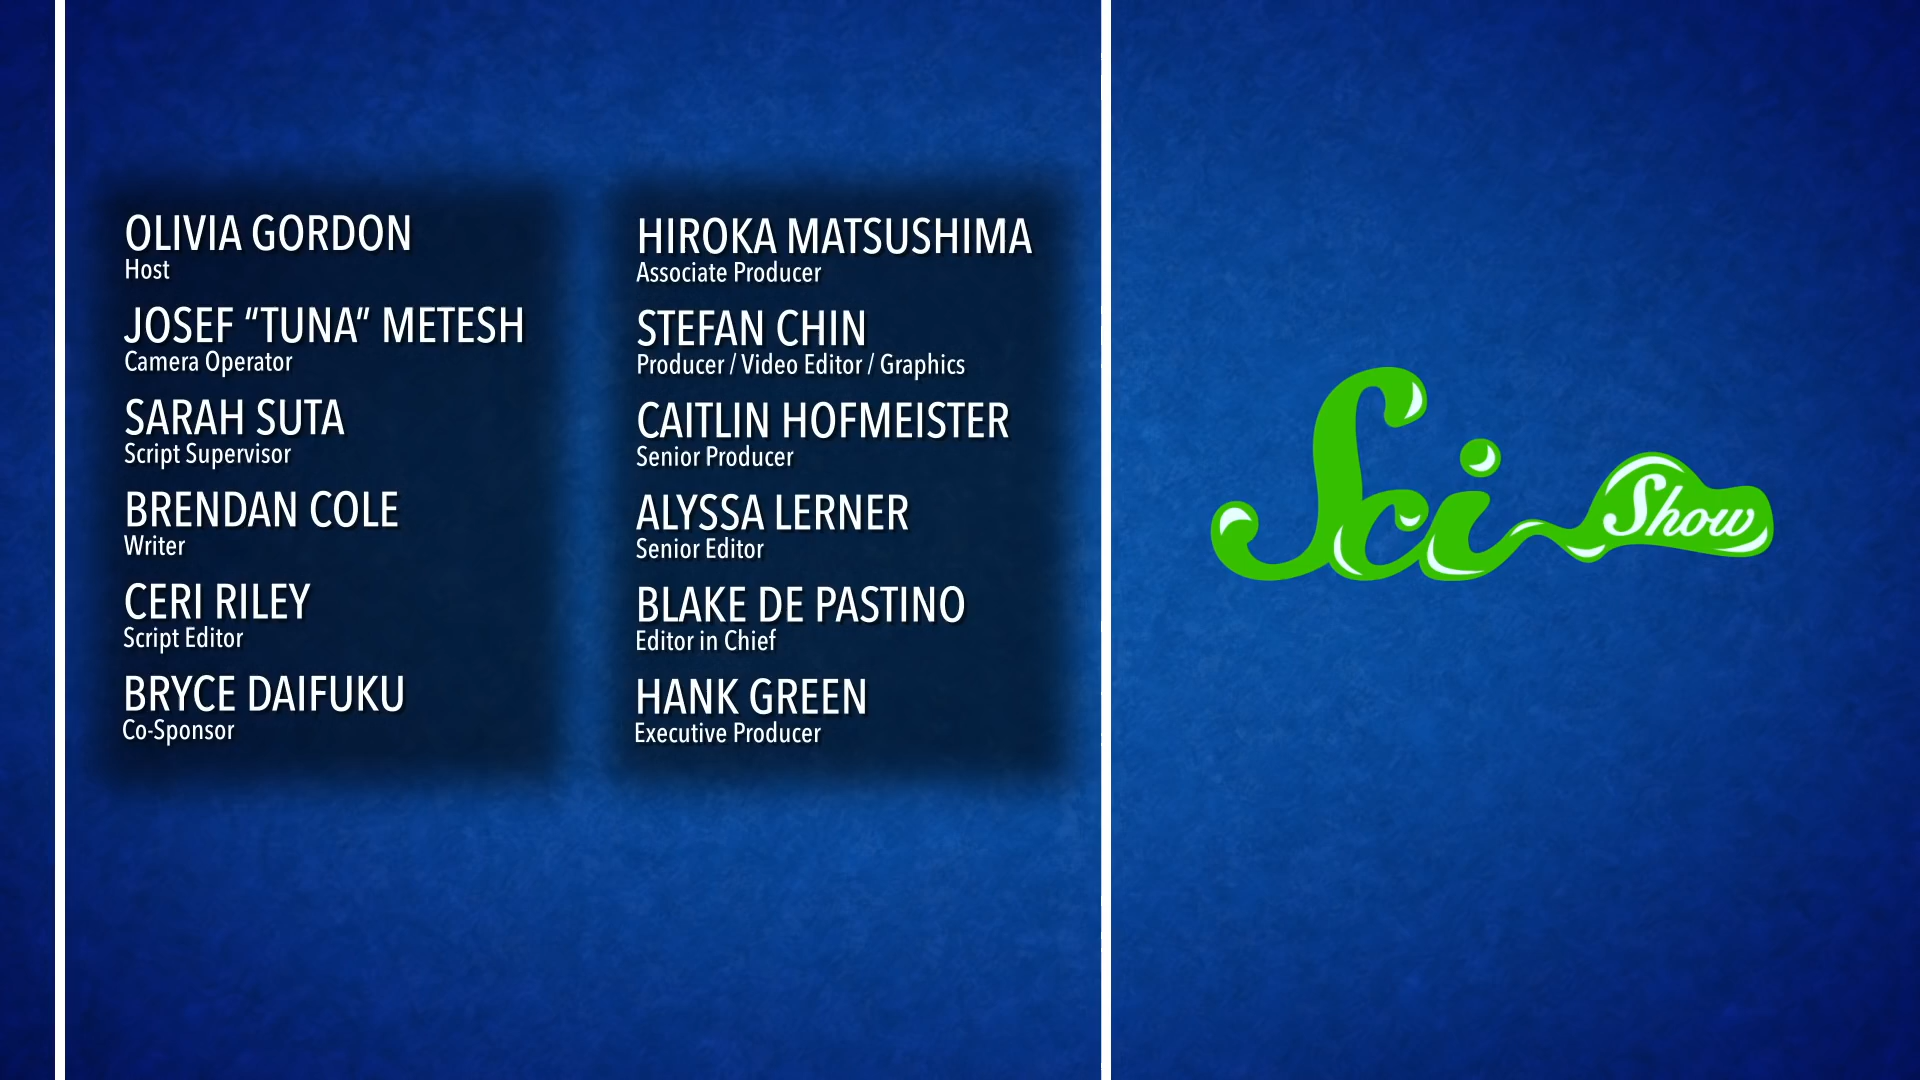 OLIVIA GORDON
Host
JOSEF “TUNA” METESH
Camera Operator
SARAH SUTA
Script Supervisor
BRENDAN COLE
Writer
CERI RILEY
Script Editor
BRYCE DAIFUKU
Co-Sponsor
HIROKA MATSUSHIMA
Associate Producer
STEFAN CHIN
Producer / Video Editor / Graphics
CAITLIN HOFMEISTER
Senior Producer
ALYSSA LERNER
Senior Editor
BLAKE DE PASTINO
Editor in Chief
HANK GREEN
Executive Producer
Sci Show